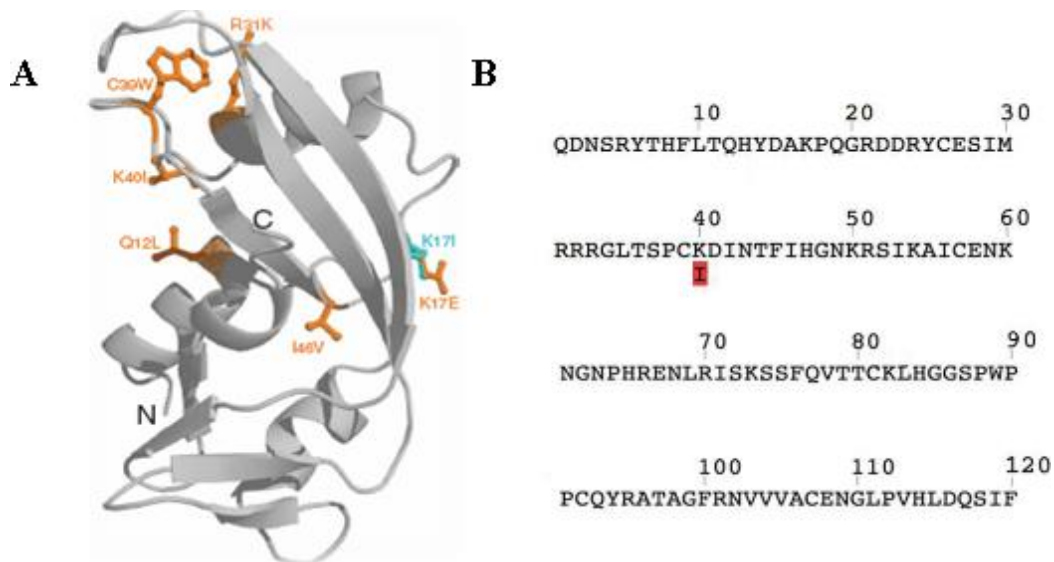 A
B
R31K
C39W
K40I
C
Q12L
K17I
K17E
I46V
N
10 20 30
QDNSRYTHFLTQHYDAKPQGRDDRYCESIM
40 50 60
RRRGLTSPCKDINTFIHGNKRSIKAICENK
I
70 80 90
NGNPHRENLRISKSSFQVTTCKLHGGSPWP
100 110 120
PCQYRATAGFRNVVVACENGLPVHLDQSIF